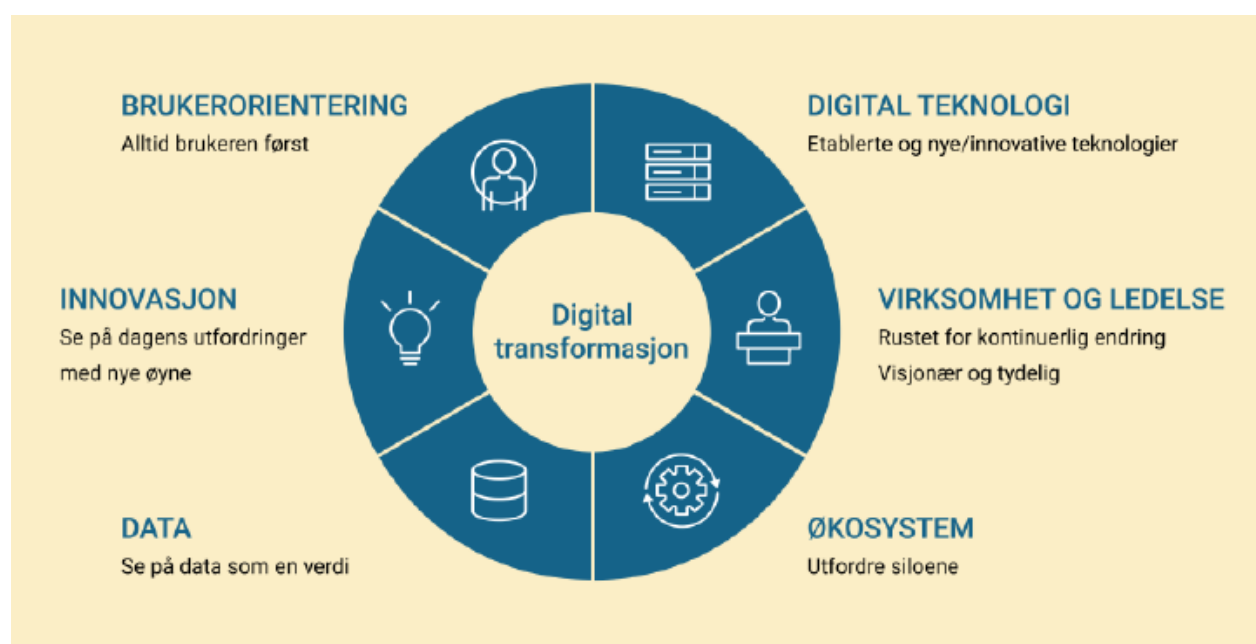 BRUKERORIENTERING
Alltid brukeren først
DIGITAL TEKNOLOGI
Etablerte og nye/innovative teknologier
INNOVASJON
Se på dagens utfordringer
med nye øyne
Digital
transformasjon
VIRKSOMHET OG LEDELSE
Rustet for kontinuerlig endring
Visjonær og tydelig
DATA
Se på data som en verdi
ØKOSYSTEM
Utfordre siloene